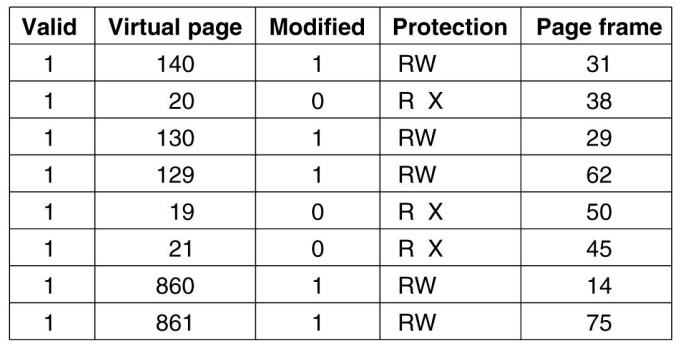 Valid Virtual page Modified Protection Page frame
1 140 1 RW 31
1 20 0 R X 38
1 130 1 RW 29
1 129 1 RW 62
1 19 0 R X 50
1 21 0 R X 45
1 860 1 RW 14
1 861 1 RW 75